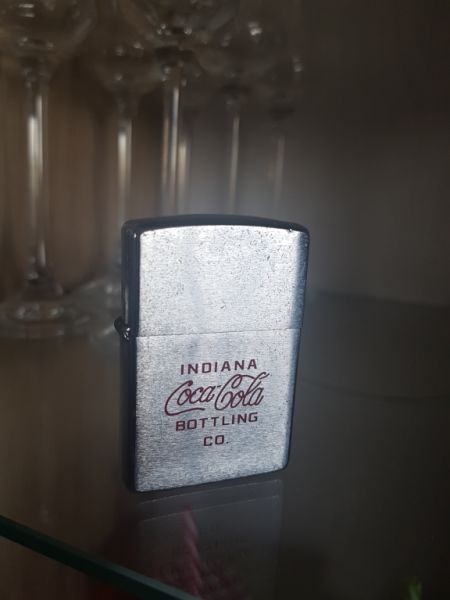 INDIANA
Coca-Cola
BOTTLING
CO.